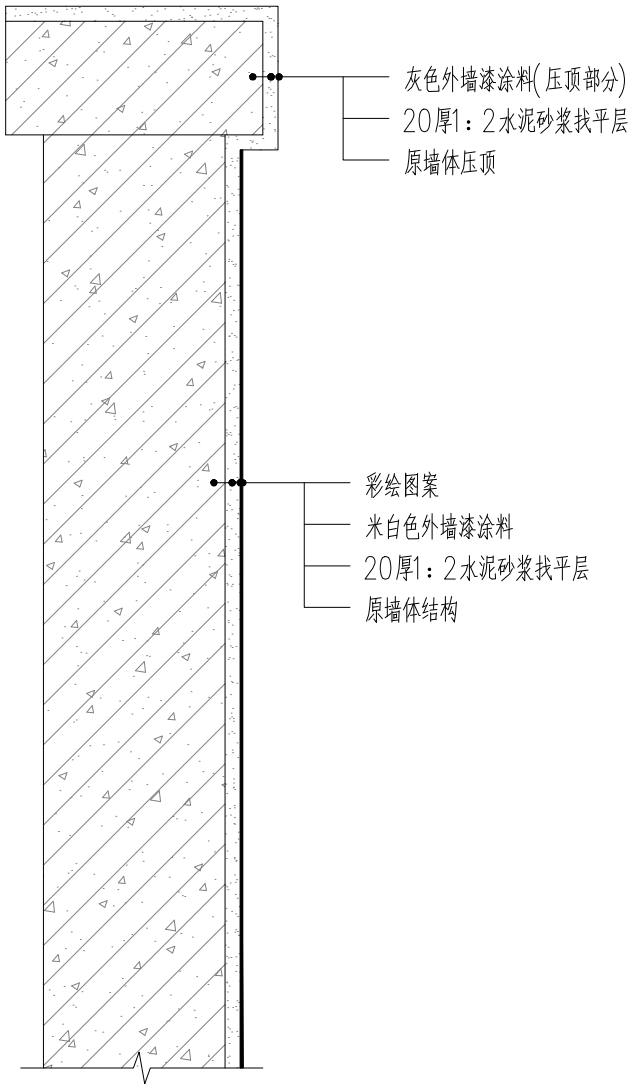 灰色外墙漆涂料(压顶部分)
20厚1：2水泥砂浆找平层
原墙体压顶
彩绘图案
米白色外墙漆涂料
20厚1：2水泥砂浆找平层
原墙体结构